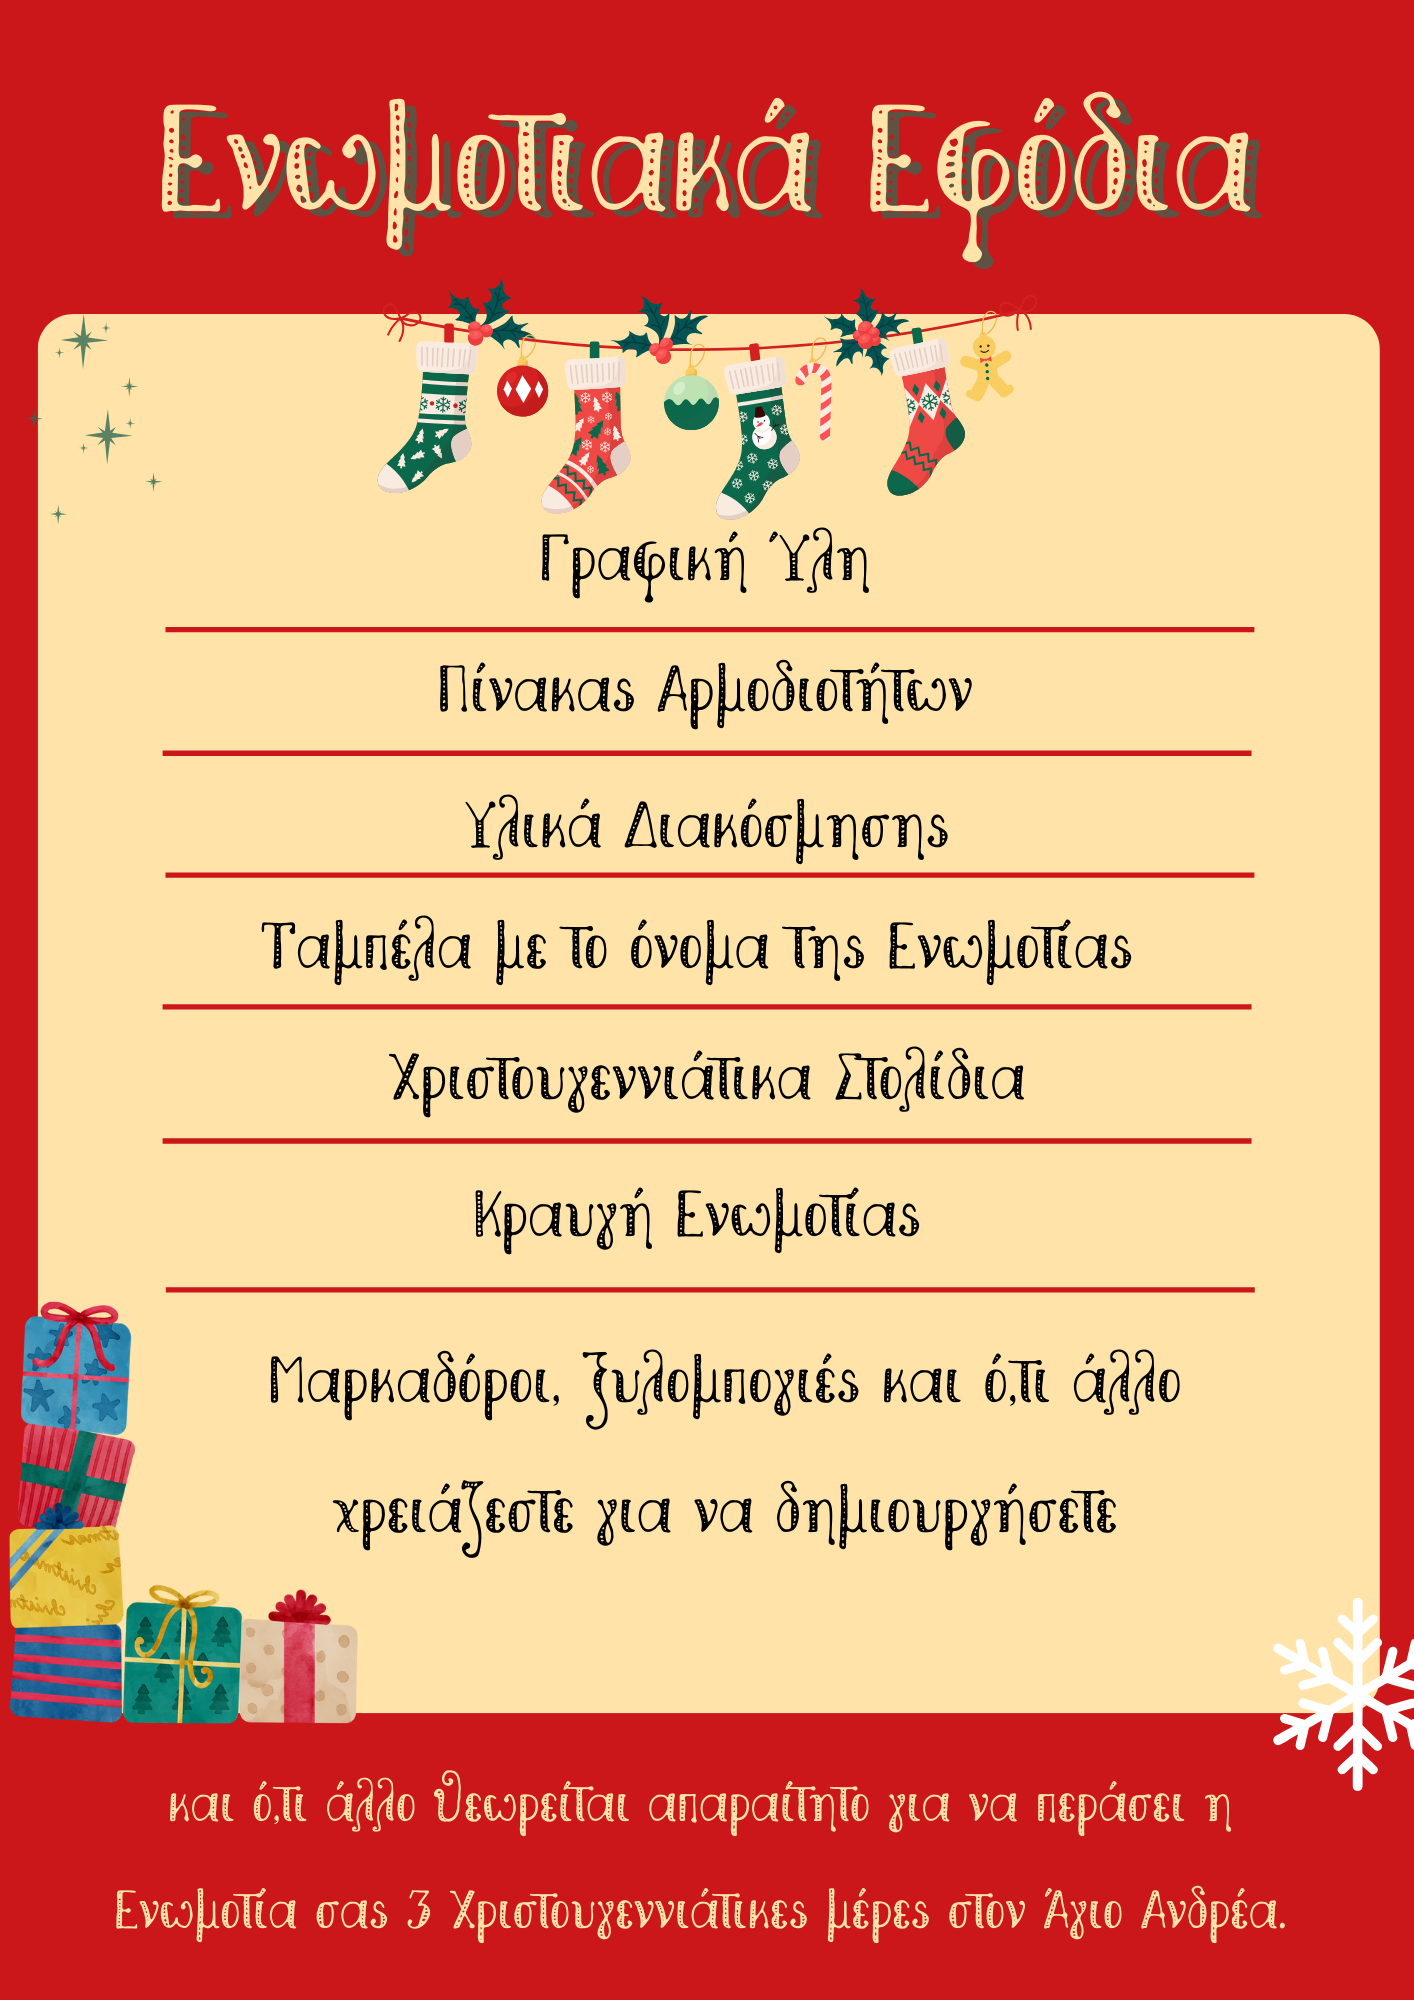 Ενωμοτιακά Εφόδια
Γραφική Ύλη
Πίνακας Αρμοδιοτήτων
Υλικά Διακόσμησης
Ταμπέλα με το όνομα της Ενωμοτίας
Χριστουγεννιάτικα Στολίδια
Κραυγή Ενωμοτίας
Μαρκαδόροι, ξυλομπογιές και ό,τι άλλο
χρειάζεστε για να δημιουργήσετε
christmas
christm
και ό,τι άλλο θεωρείται απαραίτητο για να περάσει η
Ενωμοτία σας 3 Χριστουγεννιάτικες μέρες στον Άγιο Ανδρέα.